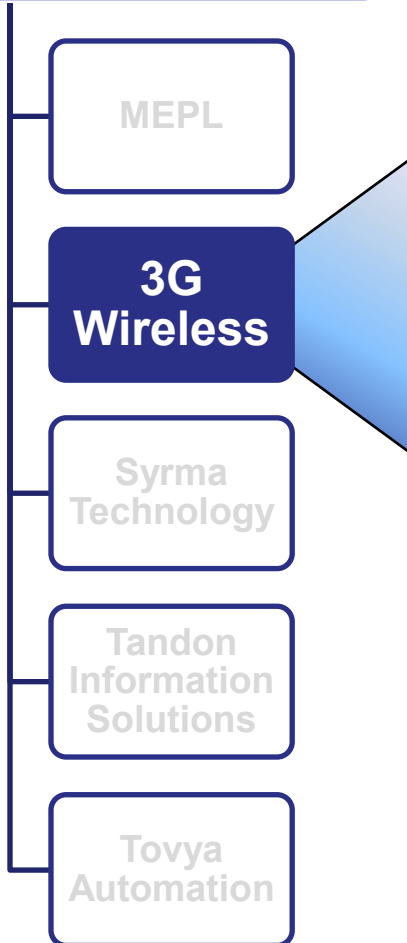 MEPL
3G
Wireless
Syrma
Technology
Tandon
Information
Solutions
Tovya
Automation